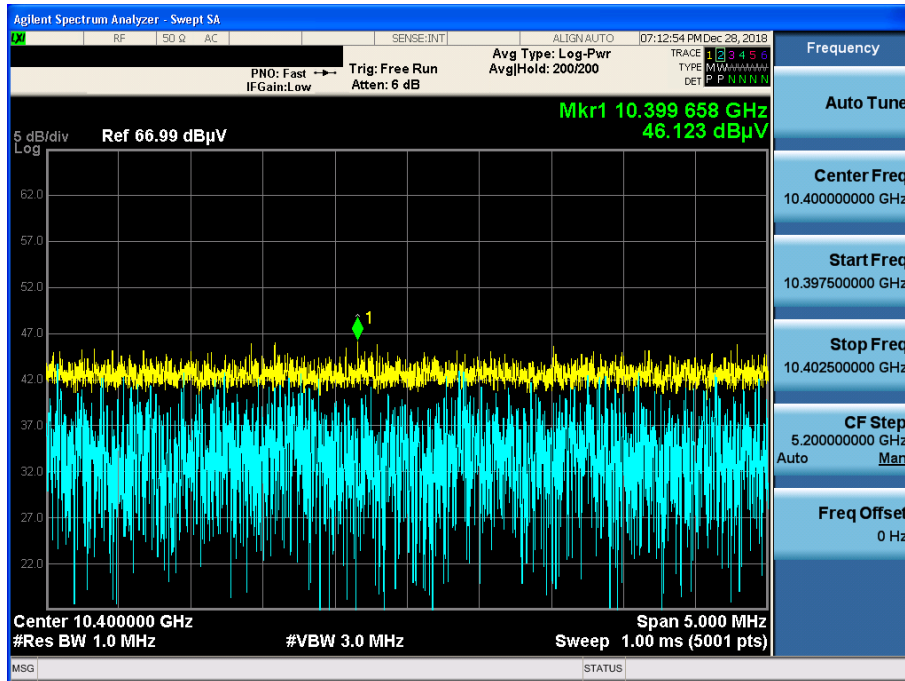 Agilent Spectrum Analyzer - Swept SA
LXI RF 50 Ω AC SENSE:INT ALIGN AUTO 07:12:54 PM Dec 28, 2018
PNO: Fast
IFGain:Low
Trig: Free Run
Atten: 6 dB
Avg Type: Log-Pwr
Avg|Hold: 200/200
TRACE 1 2 3 4 5 6
TYPE MWWWWW
DET P P N N N N
Mkr1 10.399 658 GHz
46.123 dBµV
5 dB/div Ref 66.99 dBµV
Log
62.0
57.0
52.0
47.0
42.0
37.0
32.0
27.0
22.0
1
Center 10.400000 GHz Span 5.000 MHz
#Res BW 1.0 MHz #VBW 3.0 MHz Sweep 1.00 ms (5001 pts)
MSG STATUS
Frequency
Auto Tune
Center Freq
10.400000000 GHz
Start Freq
10.397500000 GHz
Stop Freq
10.402500000 GHz
CF Step
5.200000000 GHz
Auto Man
Freq Offset
0 Hz